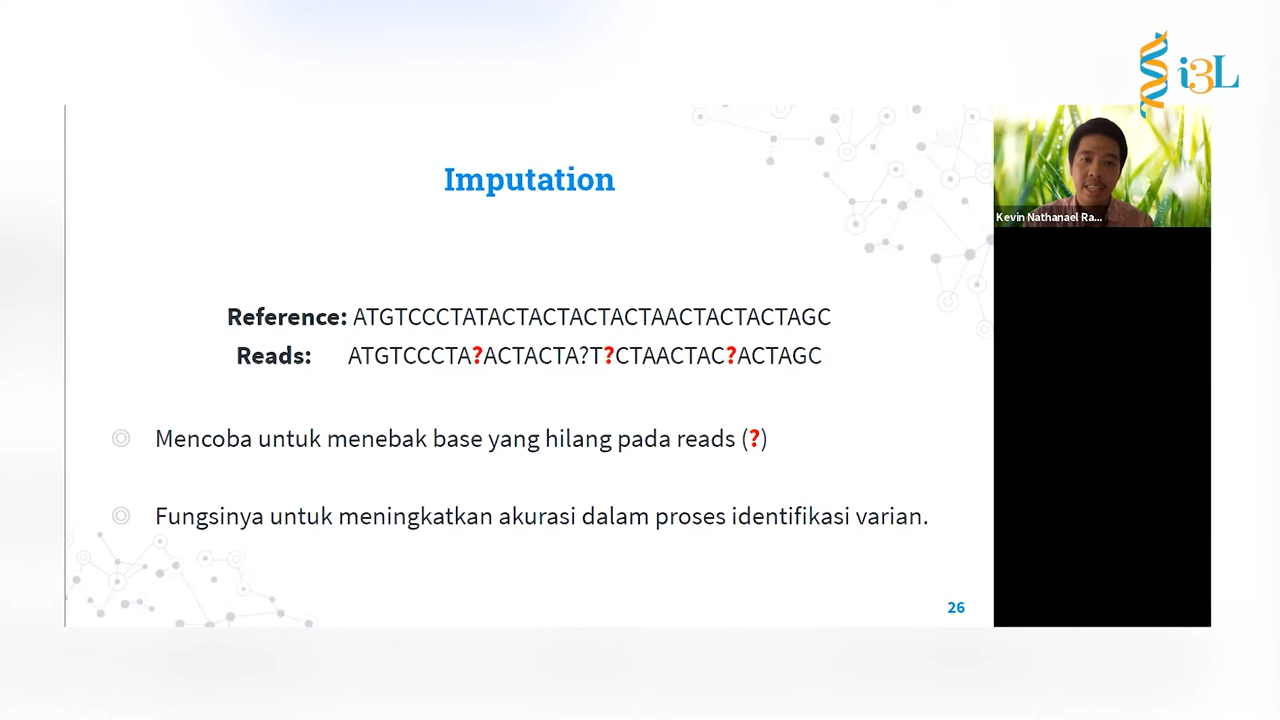 i3L
Imputation
Kevin Nathanael Ra...
Reference: ATGTCCCTATACTACTACTACTAACTACTACTAGC
Reads: ATGTCCCTA?ACTACTA?T?CTAACTAC?ACTAGC
Mencoba untuk menebak base yang hilang pada reads (?)
Fungsinya untuk meningkatkan akurasi dalam proses identifikasi varian.
26